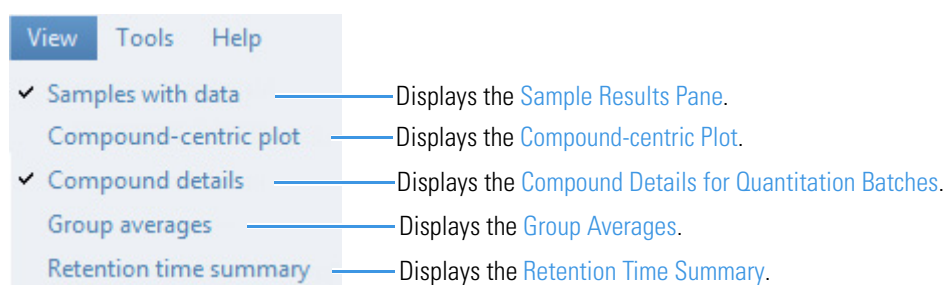 View Tools Help
✓ Samples with data Displays the Sample Results Pane.
Compound-centric plot Displays the Compound-centric Plot.
✓ Compound details Displays the Compound Details for Quantitation Batches.
Group averages Displays the Group Averages.
Retention time summary Displays the Retention Time Summary.